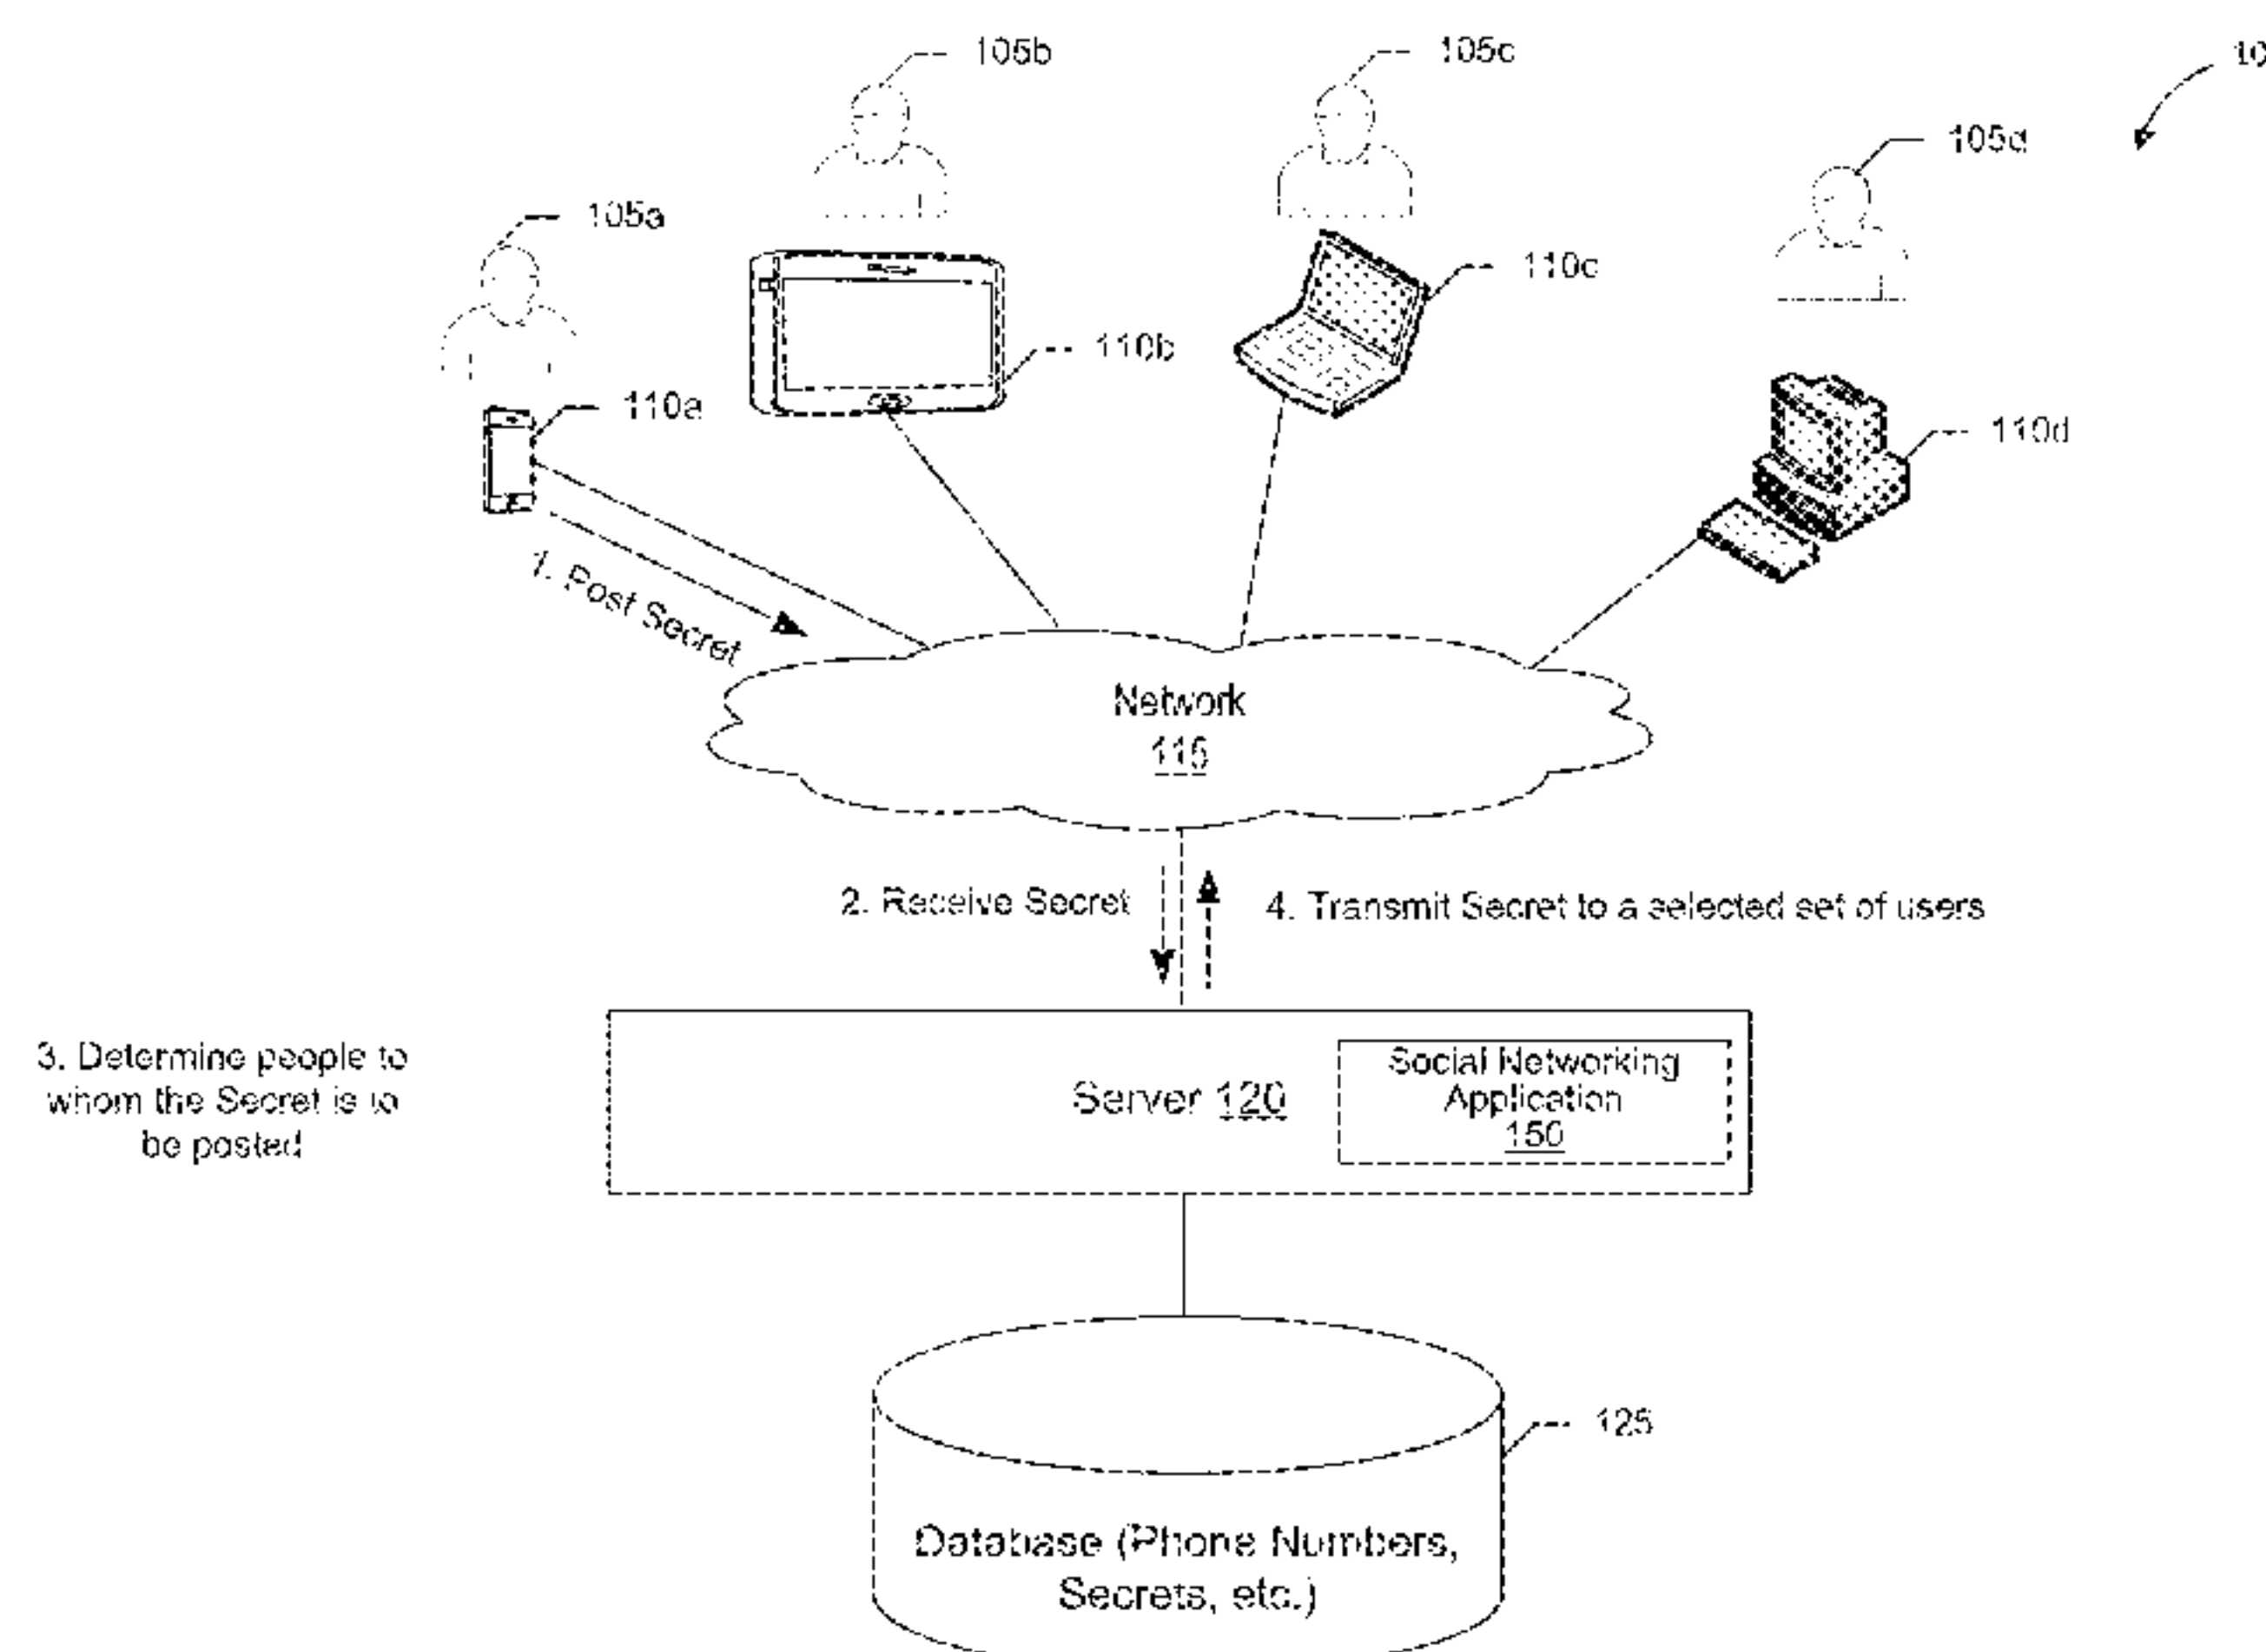 105b
105c
10
105d
105a
110c
110b
110a
110d
1. Post Secret
Network
115
2. Receive Secret
4. Transmit Secret to a selected set of users
3. Determine people to
whom the Secret is to
be posted
Server 120
Social Networking
Application
150
125
Database (Phone Numbers,
Secrets, etc.)